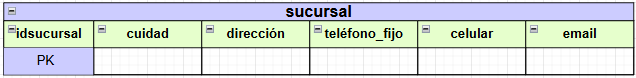 sucursal
idsucursal cuidad dirección teléfono_fijo celular email
PK